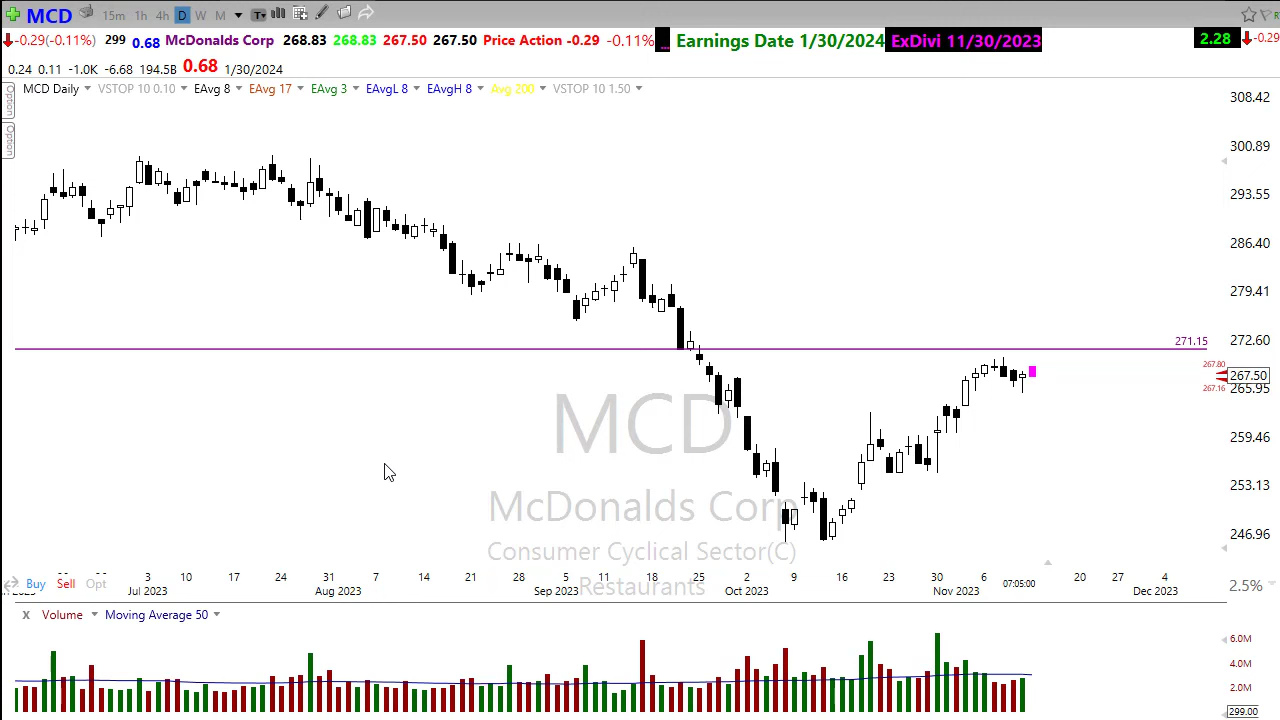 MCD 15m 1h 4h D W M T
-0.29(-0.11%) 299 0.68 McDonalds Corp 268.83 268.83 267.50 267.50 Price Action -0.29 -0.11% ... Earnings Date 1/30/2024 ExDivi 11/30/2023 2.28 -0.29
0.24 0.11 -1.0K -6.68 194.5B 0.68 1/30/2024
MCD Daily VSTOP 10 0.10 EAvg 8 EAvg 17 EAvg 3 EAvgL 8 EAvgH 8 Avg 200 VSTOP 10 1.50
Option
Option
308.42
300.89
293.55
286.40
279.41
272.60
271.15
267.80
267.50
267.16
265.95
259.46
253.13
246.96
MCD
McDonalds Corp
Consumer Cyclical Sector(C)
Restaurants
Buy Sell Opt
3 10 17 24 31 7 14 21 28 5 11 18 25 2 9 16 23 30 6 07:05:00 20 27 4
Jul 2023 Aug 2023 Sep 2023 Oct 2023 Nov 2023 Dec 2023
2.5%
X Volume Moving Average 50
6.0M
4.0M
2.0M
299.00